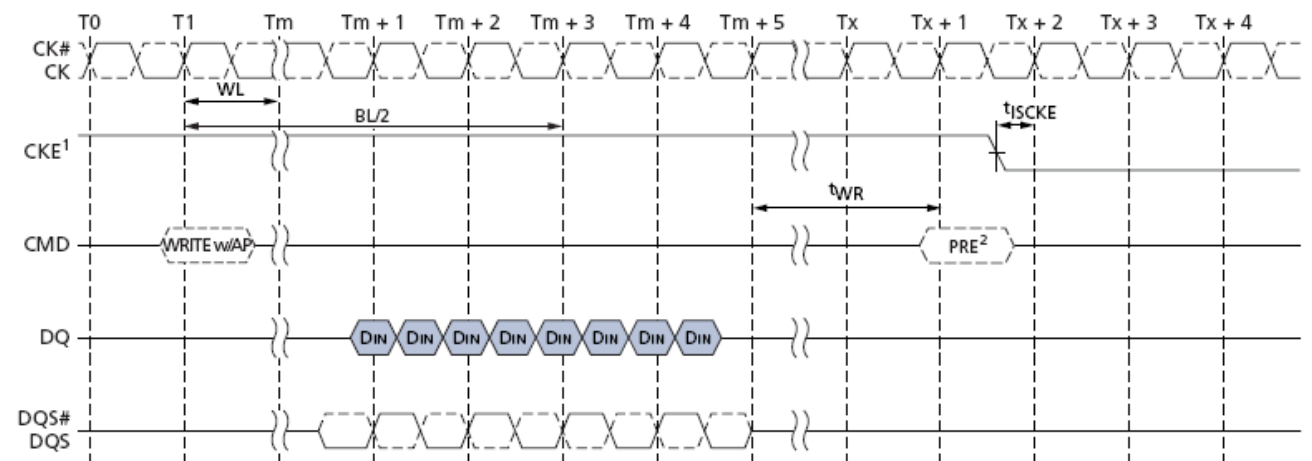 T0 T1 Tm Tm + 1 Tm + 2 Tm + 3 Tm + 4 Tm + 5 Tx Tx + 1 Tx + 2 Tx + 3 Tx + 4
CK#
CK
WL
BL/2
tISCKE
CKE1
tWR
CMD WRITE w/AP PRE2
DQ DIN DIN DIN DIN DIN DIN DIN DIN
DQS#
DQS